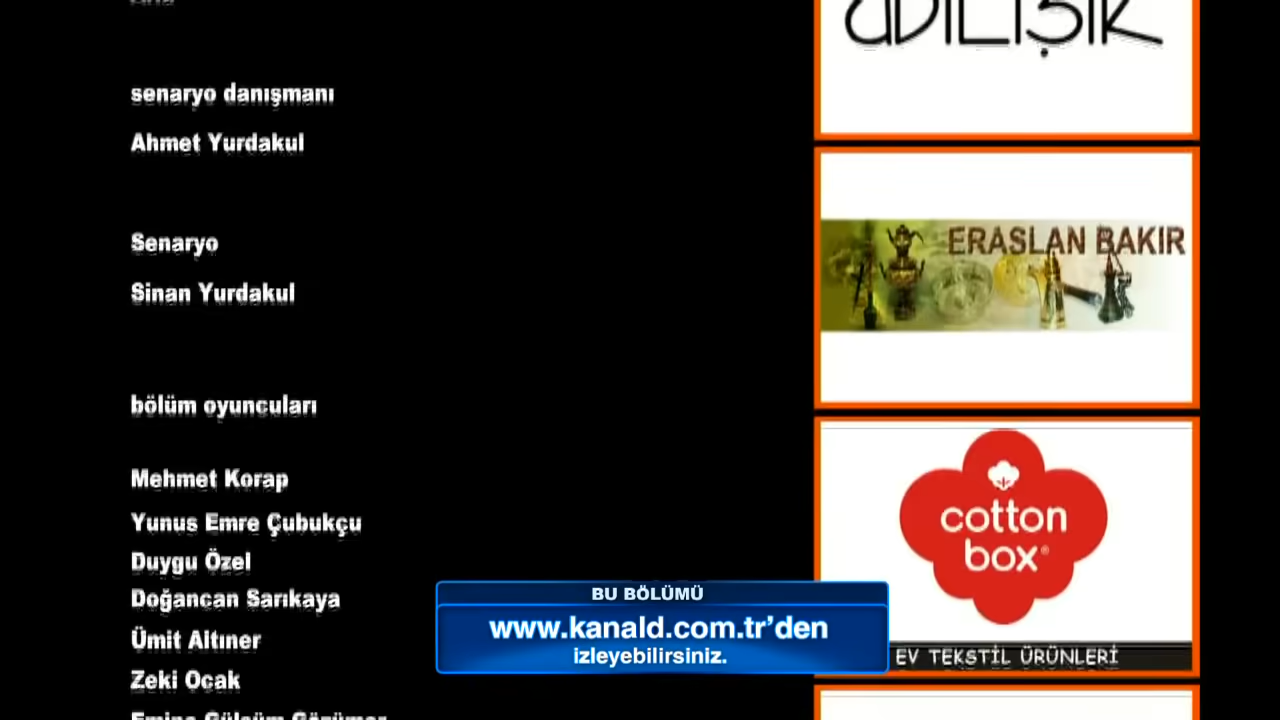 senaryo danışmanı
Ahmet Yurdakul
Senaryo
Sinan Yurdakul
bölüm oyuncuları
Mehmet Korap
Yunus Emre Çubukçu
Duygu Özel
Doğançan Sarıkaya
Ümit Altıner
Zeki Ocak
ERASLAN BAKIR
cotton
box®
EV TEKSTİL ÜRÜNLERİ
BU BÖLÜMÜ
www.kanald.com.tr'den
izleyebilirsiniz.